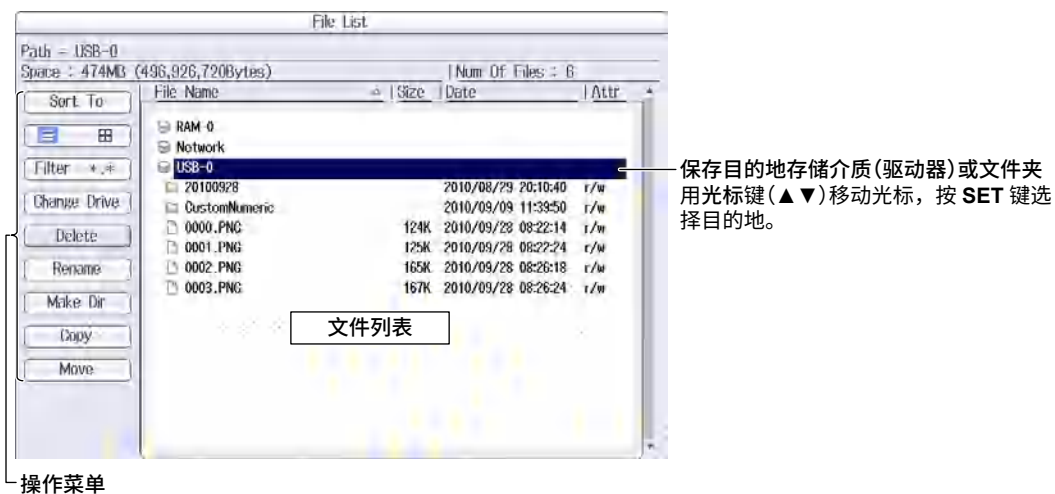 File List
Path = USB-0
Space : 474MB (496,926,720Bytes) Num Of Files : 6
File Name Size Date Attr
Sort To
Filter *.*
Change Drive
Delete
Rename
Make Dir
Copy
Move
RAM-0
Network
USB-0
20100928 2010/08/29 20:10:40 r/w
CustomNumeric 2010/09/09 11:39:50 r/w
0000.PNG 124K 2010/09/28 08:22:14 r/w
0001.PNG 125K 2010/09/28 08:22:24 r/w
0002.PNG 165K 2010/09/28 08:26:18 r/w
0003.PNG 167K 2010/09/28 08:26:24 r/w
文件列表
保存目的地存储介质(驱动器)或文件夹
用光标键(▲▼)移动光标，按 SET 键选
择目的地。
操作菜单